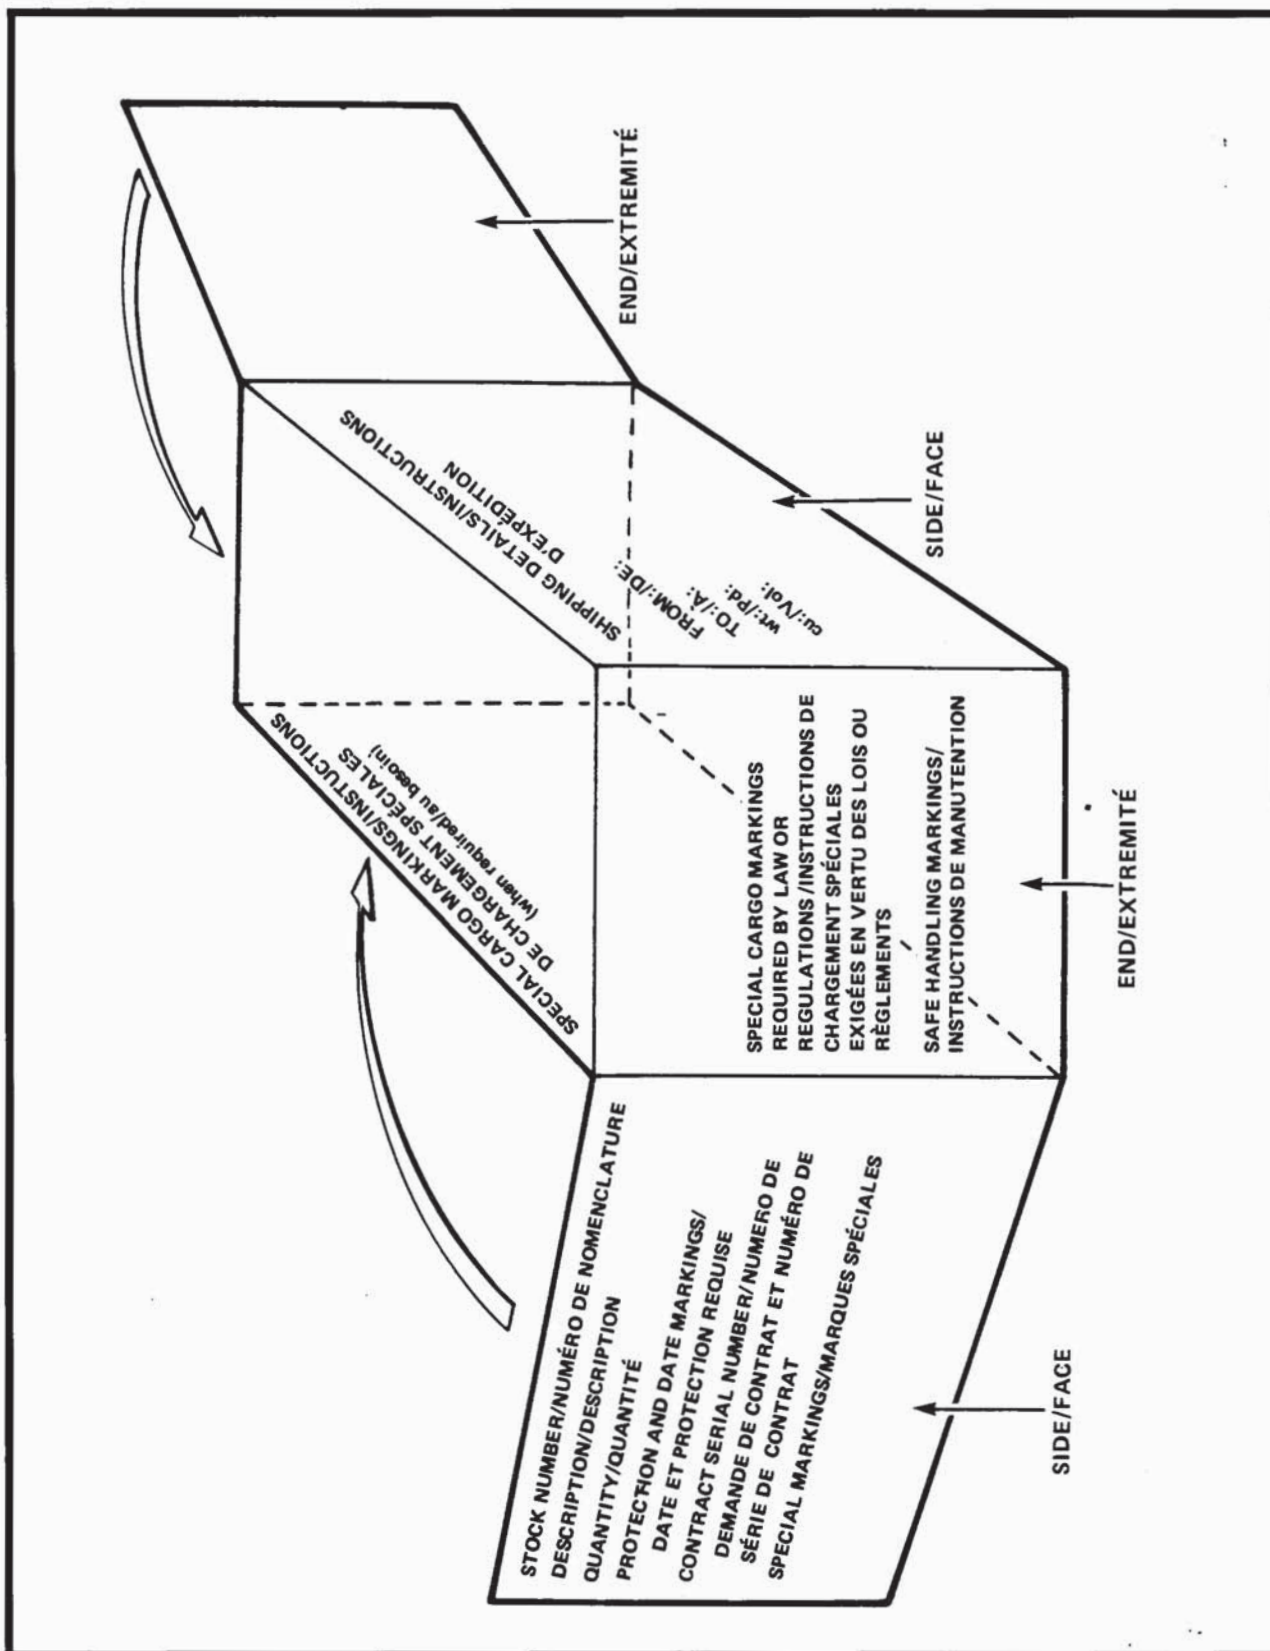 STOCK NUMBER/NUMÉRO DE NOMENCLATURE
DESCRIPTION/DESCRIPTION
QUANTITY/QUANTITÉ
PROTECTION AND DATE MARKINGS/
DATE ET PROTECTION REQUISE
CONTRACT SERIAL NUMBER/NUMERO DE
DEMANDE DE CONTRAT ET NUMÉRO DE
SÉRIE DE CONTRAT
SPECIAL MARKINGS/MARQUES SPÉCIALES
SIDE/FACE
SPECIAL CARGO MARKINGS/INSTUCTIONS
DE CHARGEMENT SPÉCIALES
(when required/au besoin)
SPECIAL CARGO MARKINGS
REQUIRED BY LAW OR
REGULATIONS/INSTRUCTIONS DE
CHARGEMENT SPÉCIALES
EXIGÉES EN VERTU DES LOIS OU
RÈGLEMENTS
SAFE HANDLING MARKINGS/
INSTRUCTIONS DE MANUTENTION
END/EXTREMITÉ
SHIPPING DETAILS/INSTRUCTIONS
D'EXPÉDITION
FROM:/DE:
TO:/À:
wt:/Pd:
cu:/Vol:
SIDE/FACE
END/EXTREMITÉ